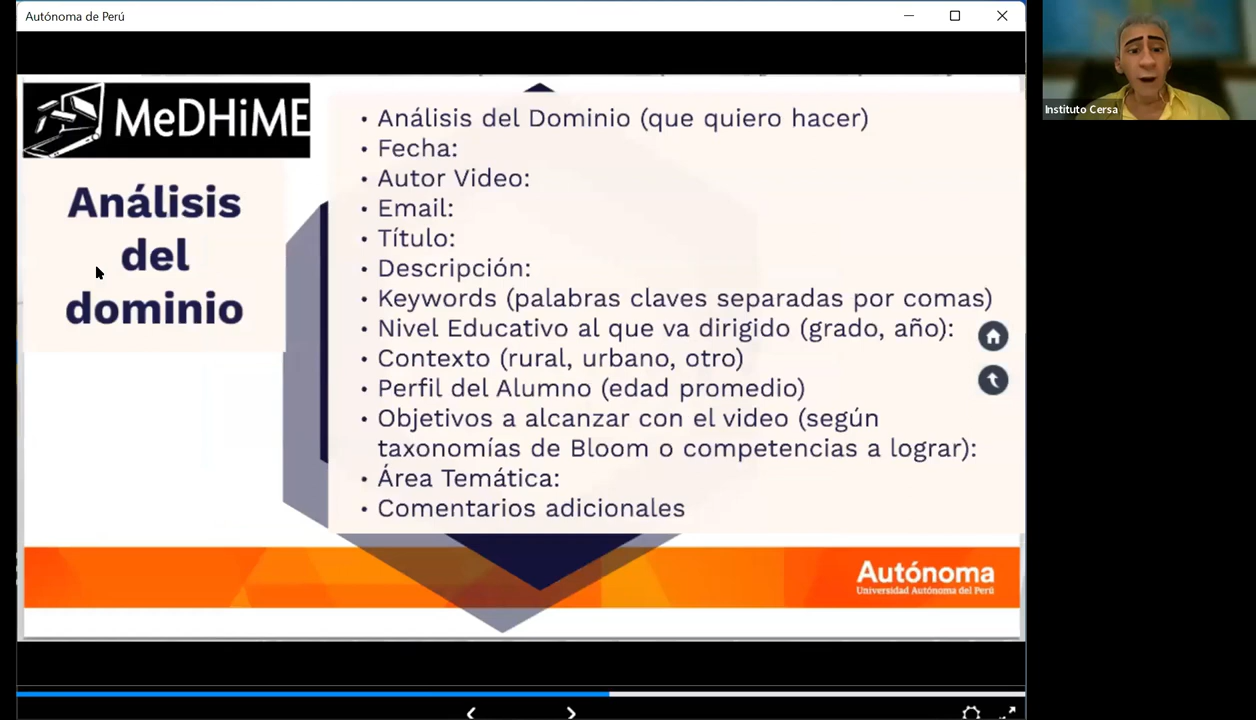 Autónoma de Perú
MeDHiME
Análisis
del
dominio
• Análisis del Dominio (que quiero hacer)
• Fecha:
• Autor Video:
• Email:
• Título:
• Descripción:
• Keywords (palabras claves separadas por comas)
• Nivel Educativo al que va dirigido (grado, año):
• Contexto (rural, urbano, otro)
• Perfil del Alumno (edad promedio)
• Objetivos a alcanzar con el video (según
taxonomías de Bloom o competencias a lograr):
• Área Temática:
• Comentarios adicionales
Autónoma
Universidad Autónoma del Perú
Instituto Cersa